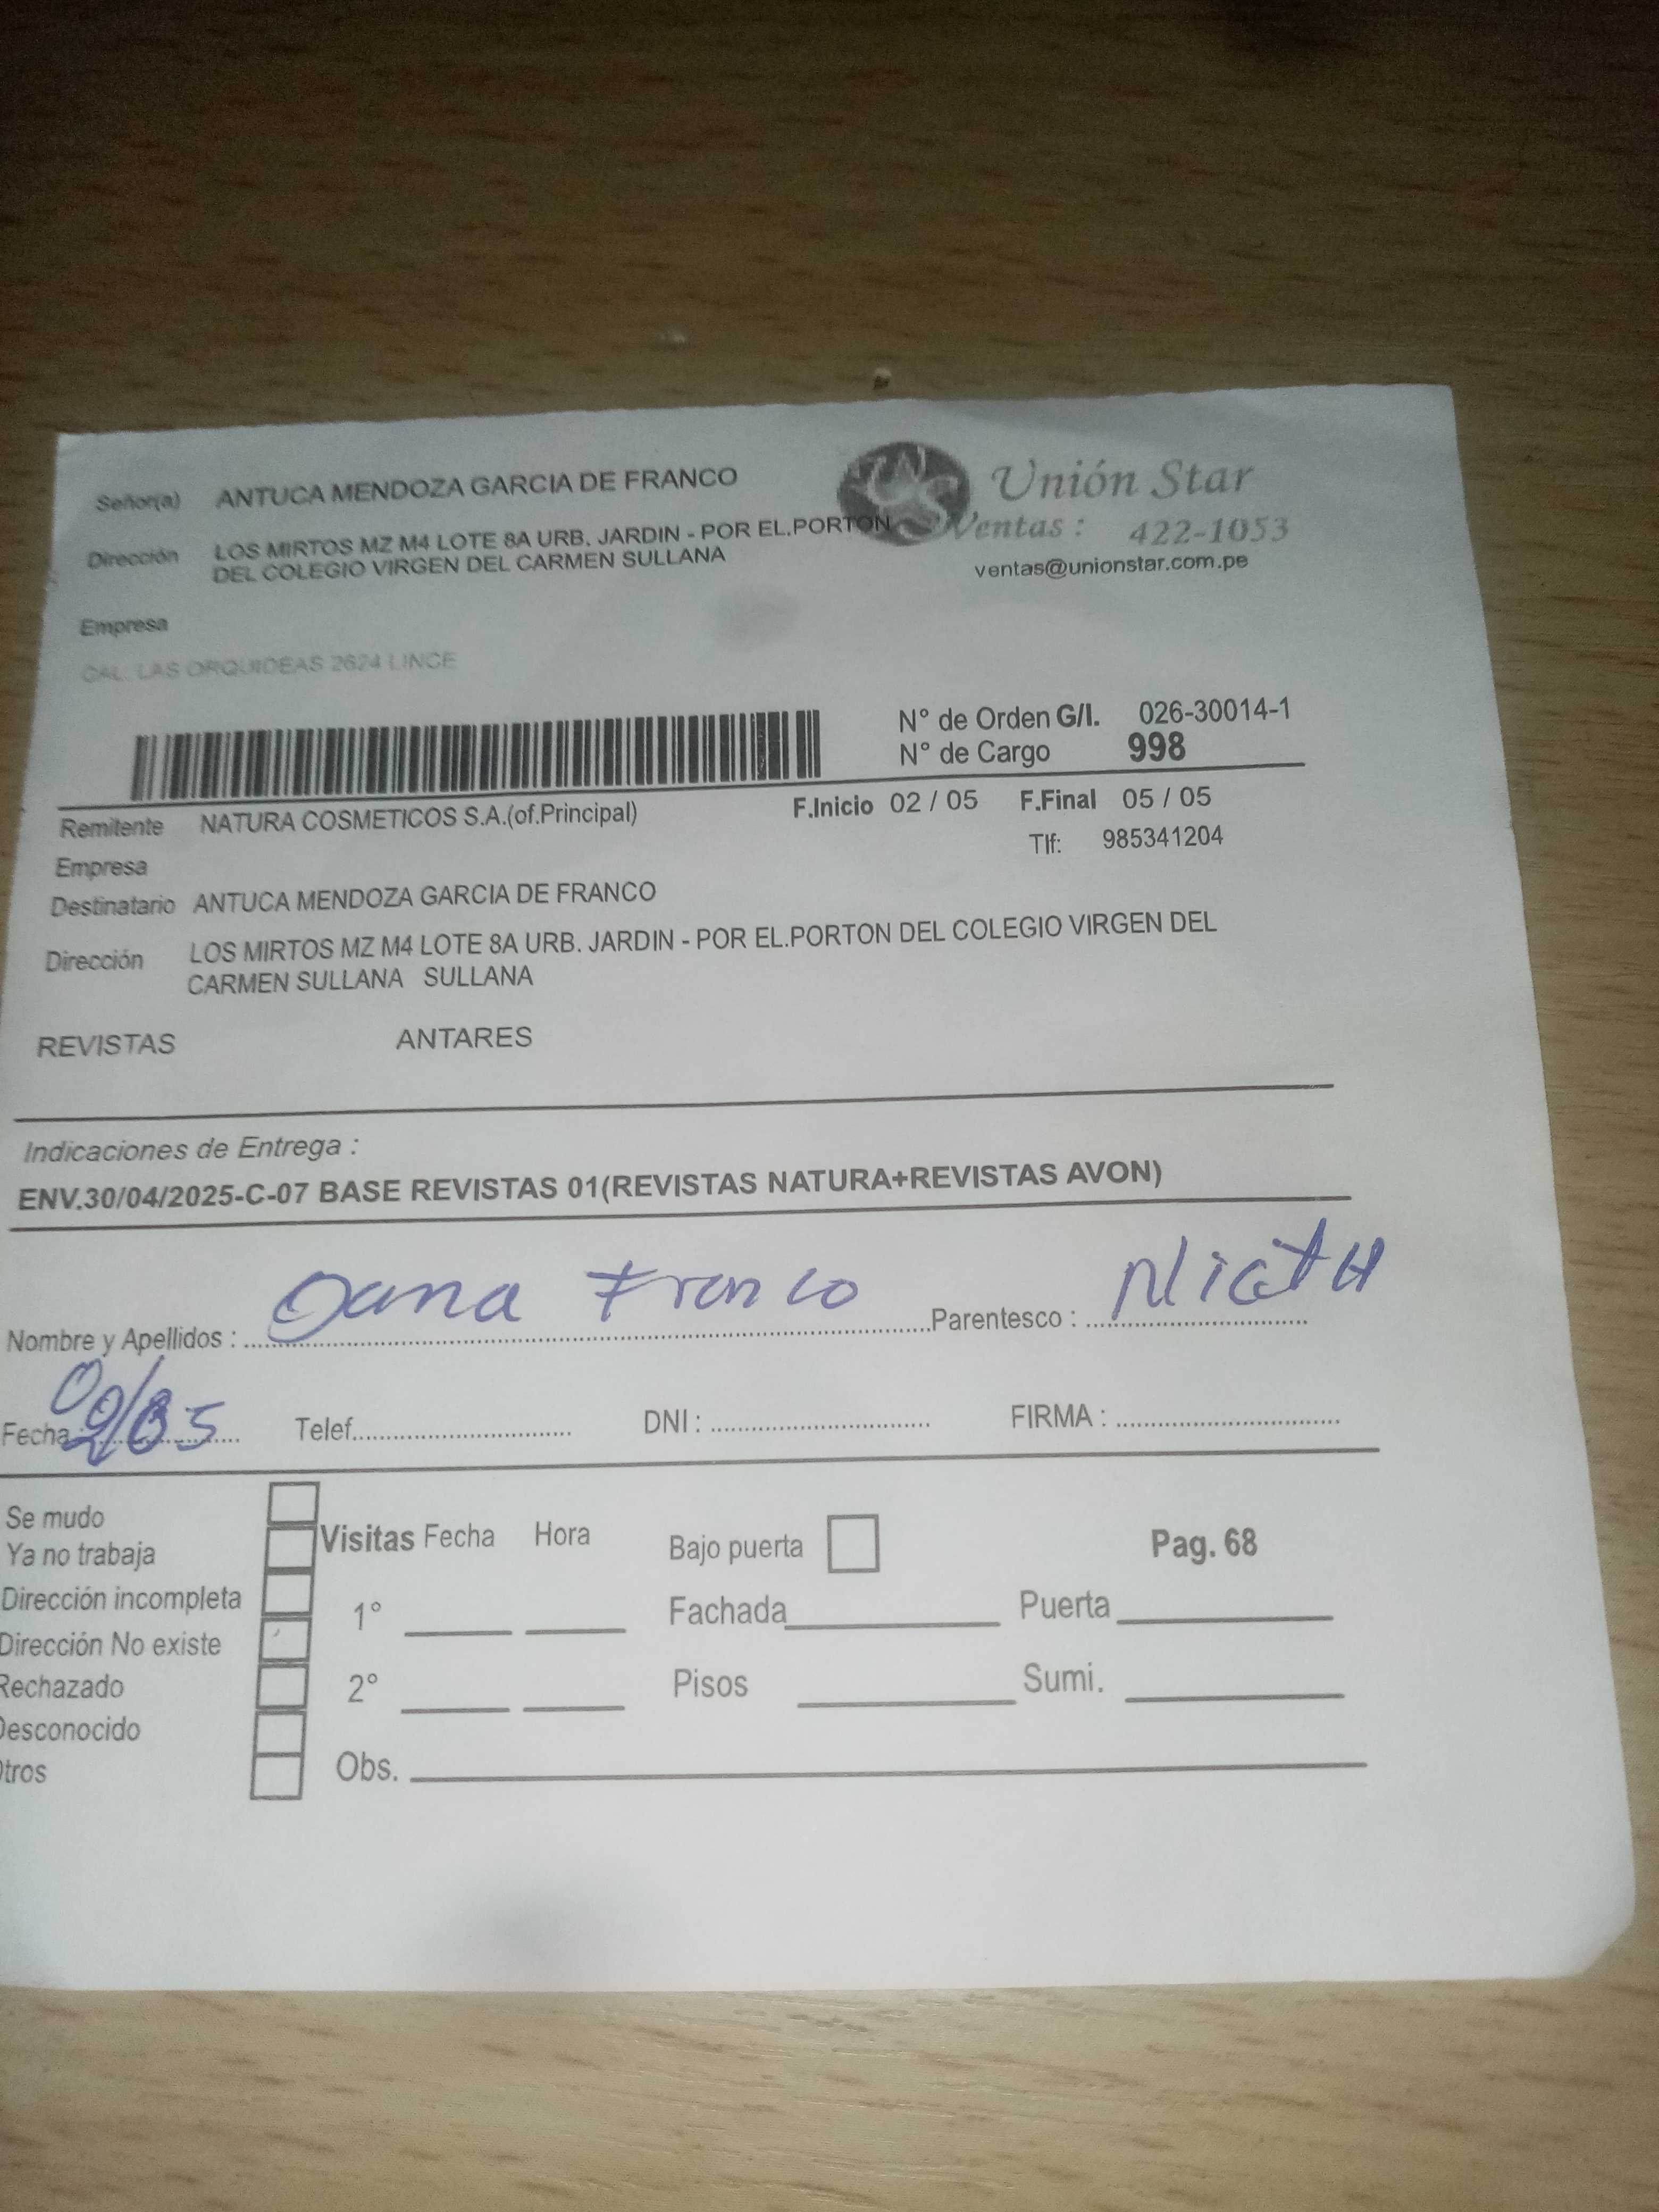 Señor(a) ANTUCA MENDOZA GARCIA DE FRANCO
Unión Star
Dirección LOS MIRTOS MZ M4 LOTE 8A URB. JARDIN - POR EL.PORTON
DEL COLEGIO VIRGEN DEL CARMEN SULLANA
Ventas : 422-1053
ventas@unionstar.com.pe
Empresa
CAL. LAS ORQUIDEAS 2624 LINCE
N° de Orden G/I. 026-30014-1
N° de Cargo 998
Remitente NATURA COSMETICOS S.A.(of.Principal) F.Inicio 02 / 05 F.Final 05 / 05
Tlf: 985341204
Empresa
Destinatario ANTUCA MENDOZA GARCIA DE FRANCO
Dirección LOS MIRTOS MZ M4 LOTE 8A URB. JARDIN - POR EL.PORTON DEL COLEGIO VIRGEN DEL
CARMEN SULLANA SULLANA
REVISTAS ANTARES
Indicaciones de Entrega :
ENV.30/04/2025-C-07 BASE REVISTAS 01(REVISTAS NATURA+REVISTAS AVON)
Nombre y Apellidos : Franco Parentesco :
Fecha : Telef. DNI : FIRMA :
Se mudo
Ya no trabaja
Dirección incompleta
Dirección No existe
Rechazado
Desconocido
Otros
Visitas Fecha Hora
1°
2°
Obs.
Bajo puerta
Fachada
Pisos
Pag. 68
Puerta
Sumi.